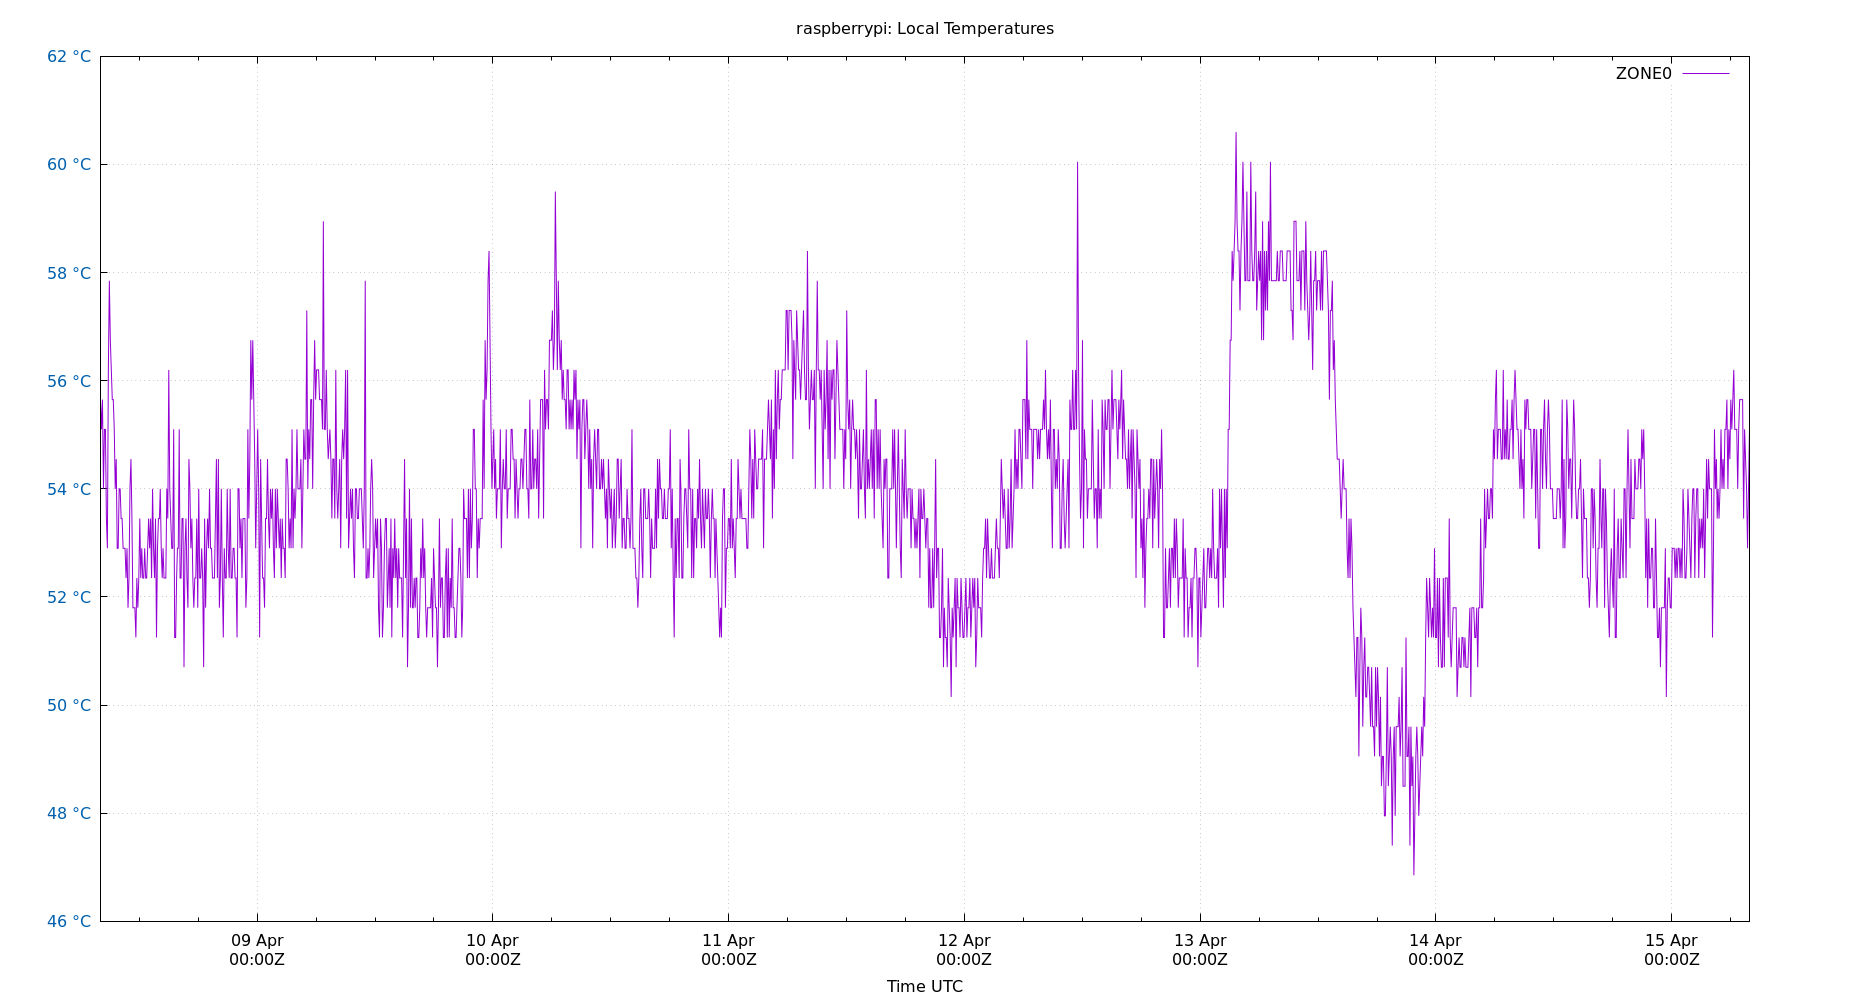 raspberrypi: Local Temperatures
ZONE0
62 °C
60 °C
58 °C
56 °C
54 °C
52 °C
50 °C
48 °C
46 °C
09 Apr
00:00Z
10 Apr
00:00Z
11 Apr
00:00Z
12 Apr
00:00Z
13 Apr
00:00Z
14 Apr
00:00Z
15 Apr
00:00Z
Time UTC